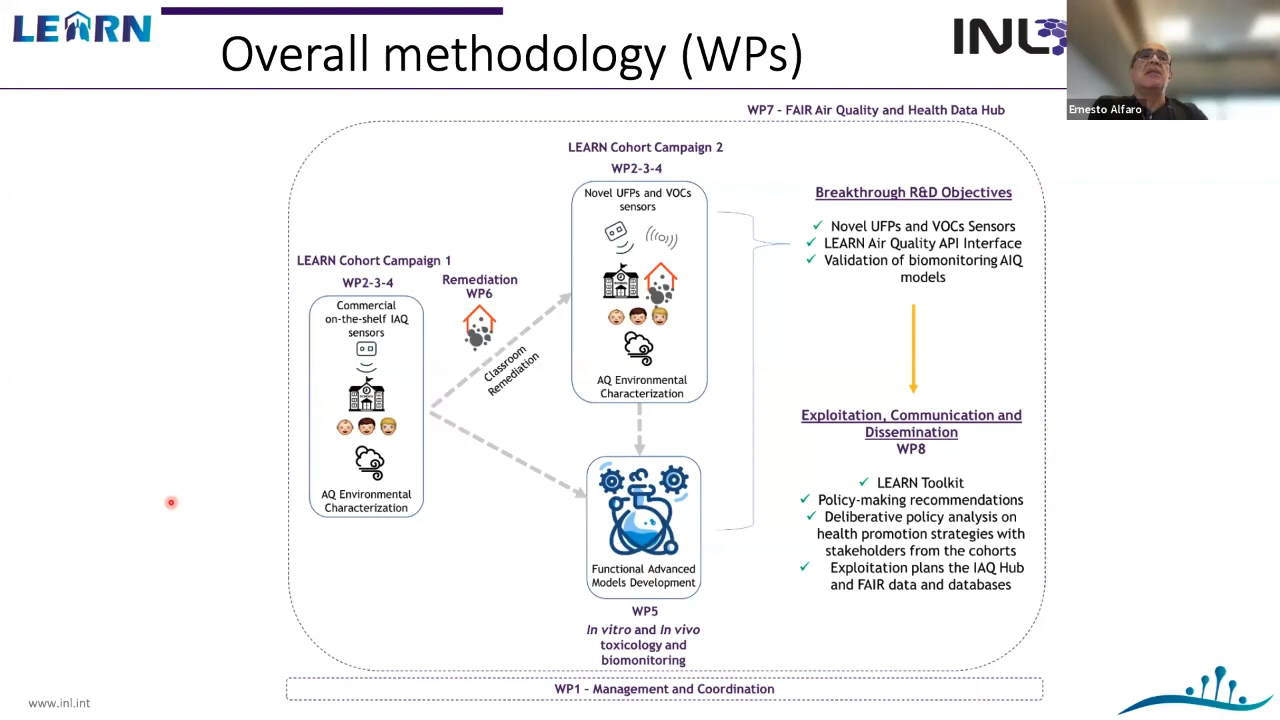 LEARN
Overall methodology (WPs)
INL
Ernesto Alfaro
WP7 – FAIR Air Quality and Health Data Hub
LEARN Cohort Campaign 2
WP2-3-4
Novel UFPs and VOCs
sensors
AQ Environmental
Characterization
LEARN Cohort Campaign 1
WP2-3-4
Commercial
on-the-shelf IAQ
sensors
SCHOOL
AQ Environmental
Characterization
Remediation
WP6
Classroom
Remediation
Functional Advanced
Models Development
WP5
In vitro and In vivo
toxicology and
biomonitoring
Breakthrough R&D Objectives
✓ Novel UFPs and VOCs Sensors
✓ LEARN Air Quality API Interface
✓ Validation of biomonitoring AIQ
models
Exploitation, Communication and
Dissemination
WP8
✓ LEARN Toolkit
✓ Policy-making recommendations
✓ Deliberative policy analysis on
health promotion strategies with
stakeholders from the cohorts
✓ Exploitation plans the IAQ Hub
and FAIR data and databases
WP1 – Management and Coordination
www.inl.int